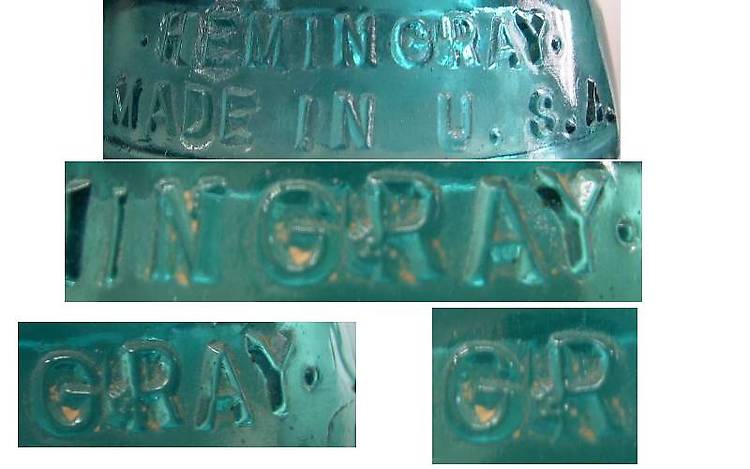 ·HEMINGRAY·
MADE IN U.S.A.
INGRAY·
GRAY·
GR